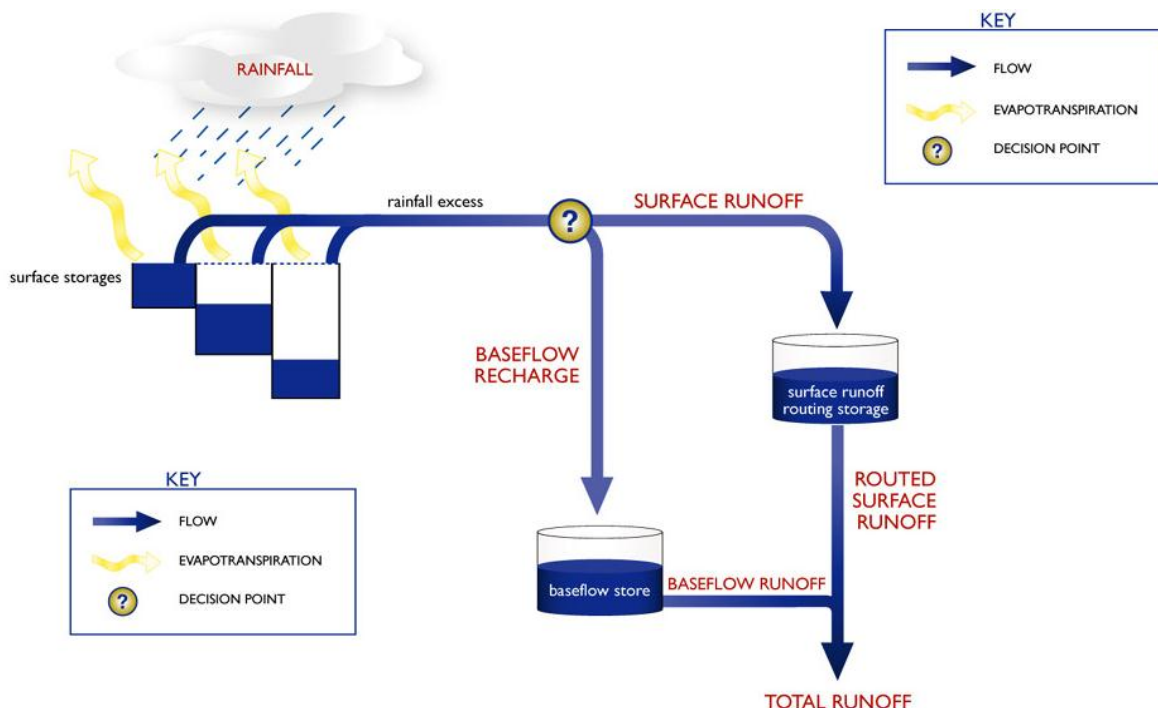 RAINFALL
KEY
FLOW
EVAPOTRANSPIRATION
?
DECISION POINT
rainfall excess
?
SURFACE RUNOFF
surface storages
BASEFLOW
RECHARGE
surface runoff
routing storage
KEY
FLOW
EVAPOTRANSPIRATION
?
DECISION POINT
ROUTED
SURFACE
RUNOFF
baseflow store
BASEFLOW RUNOFF
TOTAL RUNOFF